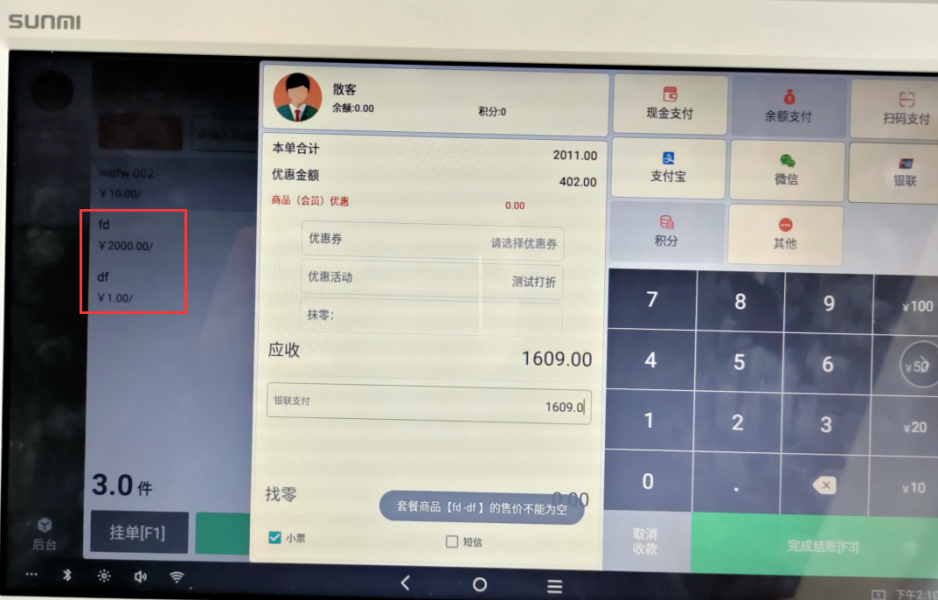 SUNMI
散客
余额:0.00
积分:0
现金支付
余额支付
扫码支付
支付宝
微信
银联
积分
其他
wdfw 002
￥10.00/
fd
￥2000.00/
df
￥1.00/
本单合计
2011.00
优惠金额
402.00
商品（会员）优惠
0.00
优惠券
请选择优惠券
优惠活动
测试打折
抹零：
应收
1609.00
银联支付
1609.0
找零
0.00
套餐商品【fd -df 】的售价不能为空
小票
短信
7
8
9
¥100
4
5
6
¥50
1
2
3
¥20
0
.
¥10
取消
收款
完成结账[F3]
3.0 件
挂单[F1]
后台
1
下午2:10